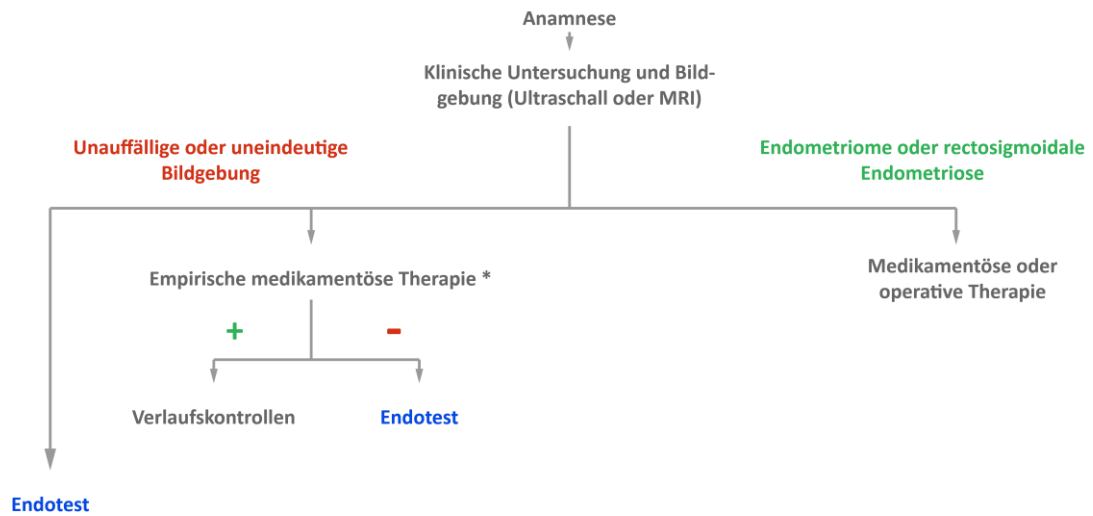 Anamnese
Klinische Untersuchung und Bild-
gebung (Ultraschall oder MRI)
Unauffällige oder uneindeutige
Bildgebung
Endometriome oder rectosigmoidale
Endometriose
Empirische medikamentöse Therapie *
Medikamentöse oder
operative Therapie
+
-
Verlaufskontrollen
Endotest
Endotest